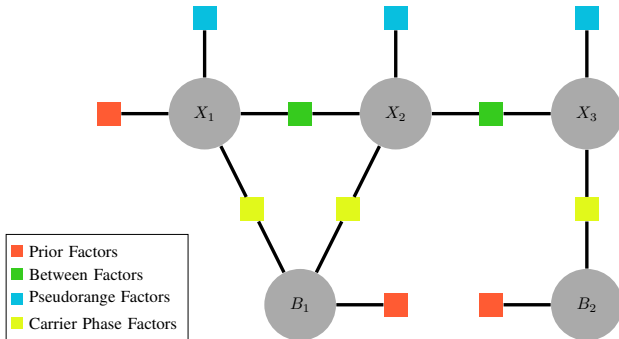 X1
X2
X3
B1
B2
Prior Factors
Between Factors
Pseudorange Factors
Carrier Phase Factors